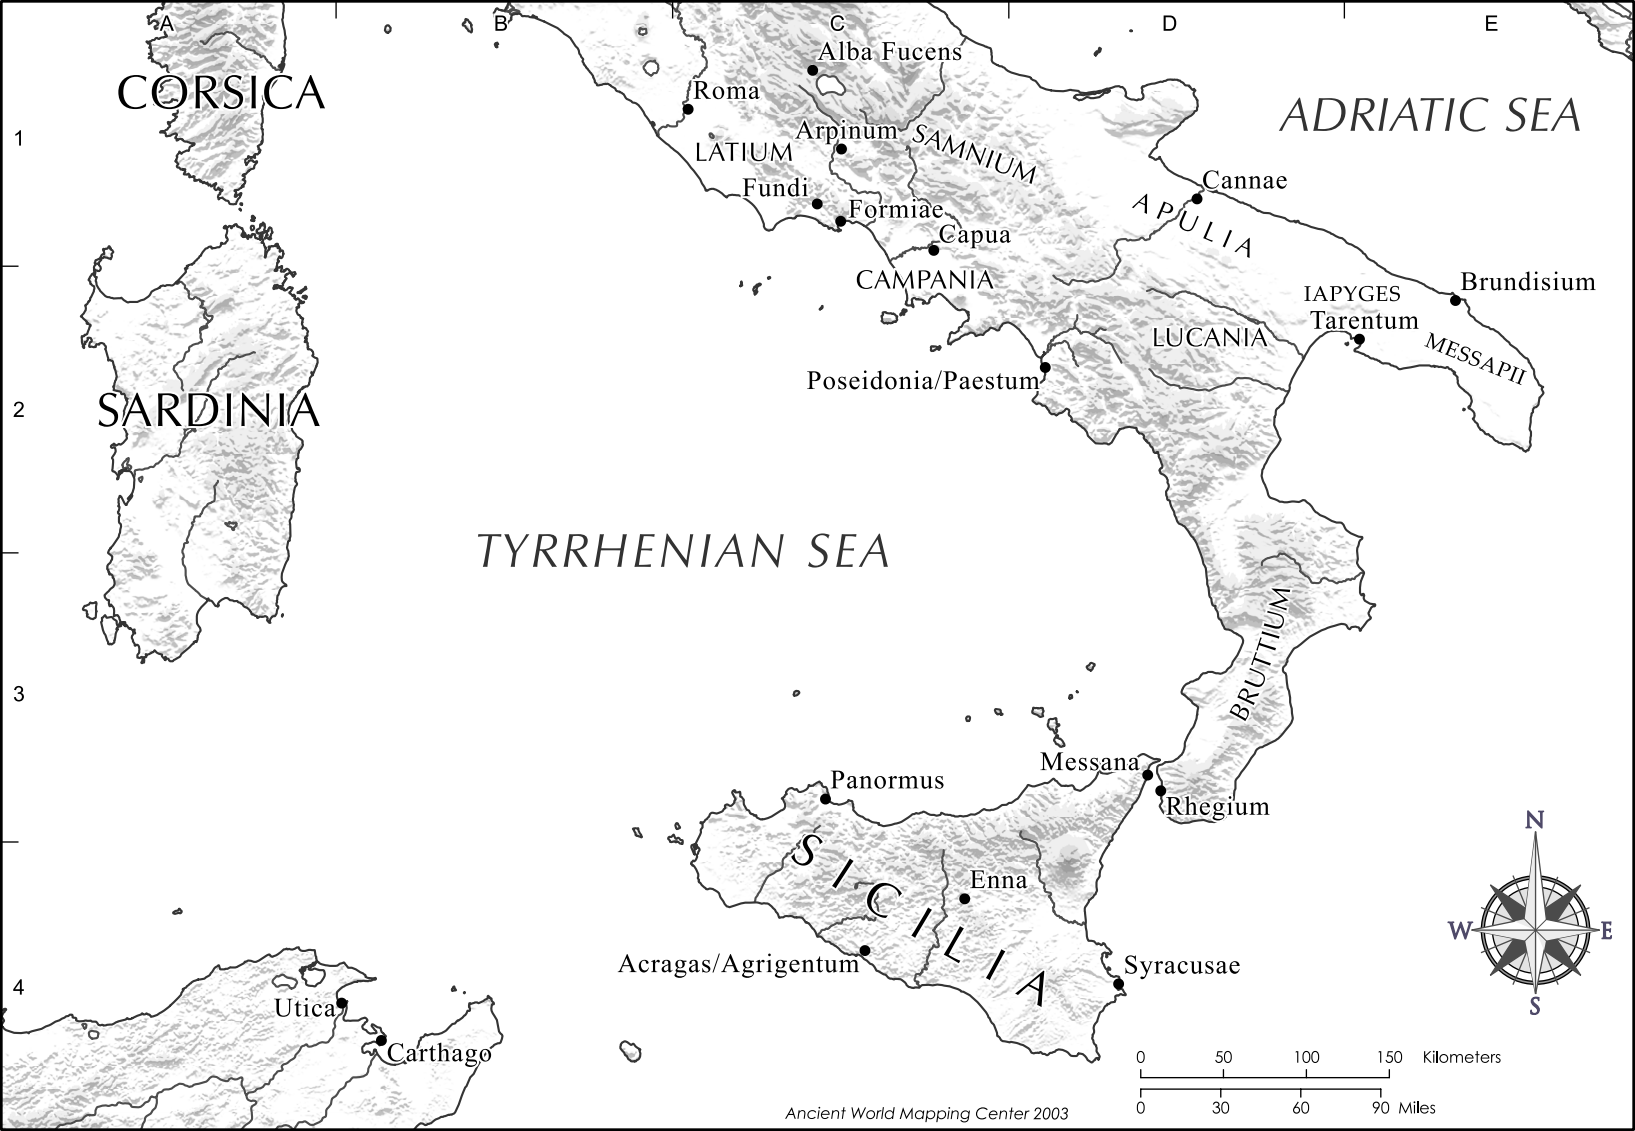 A
B
C
D
E
Alba Fucens
CORSICA
Roma
ADRIATIC SEA
1
Arpinum
SAMNIUM
LATIUM
Fundi
Cannae
Formiae
APULIA
Capua
CAMPANIA
Brundisium
IAPYGES
Tarentum
LUCANIA
MESSAPII
Poseidonia/Paestum
2
SARDINIA
TYRRHENIAN SEA
BRUTTIUM
3
Messana
Panormus
Rhegium
N
SICILIA
Enna
W
E
Acragas/Agrigentum
Syracusae
4
Utica
S
Carthago
0 50 100 150 Kilometers
0 30 60 90 Miles
Ancient World Mapping Center 2003